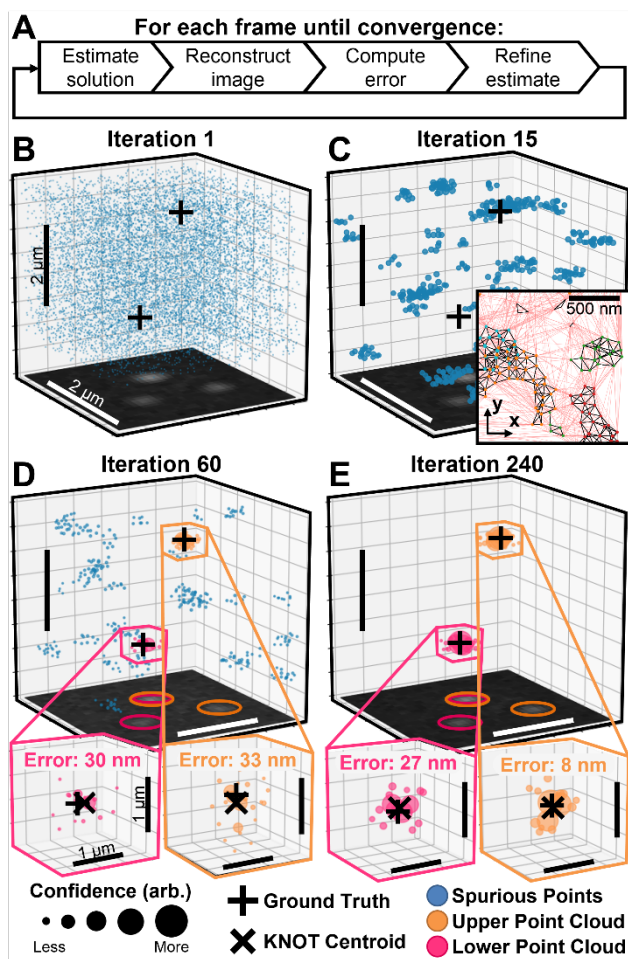 A For each frame until convergence:
Estimate solution
Reconstruct image
Compute error
Refine estimate
B Iteration 1
2 μm
2 μm
C Iteration 15
500 nm
y
x
D Iteration 60
Error: 30 nm
1 μm
1 μm
Error: 33 nm
E Iteration 240
Error: 27 nm
Error: 8 nm
Confidence (arb.)
Less
More
Ground Truth
KNOT Centroid
Spurious Points
Upper Point Cloud
Lower Point Cloud